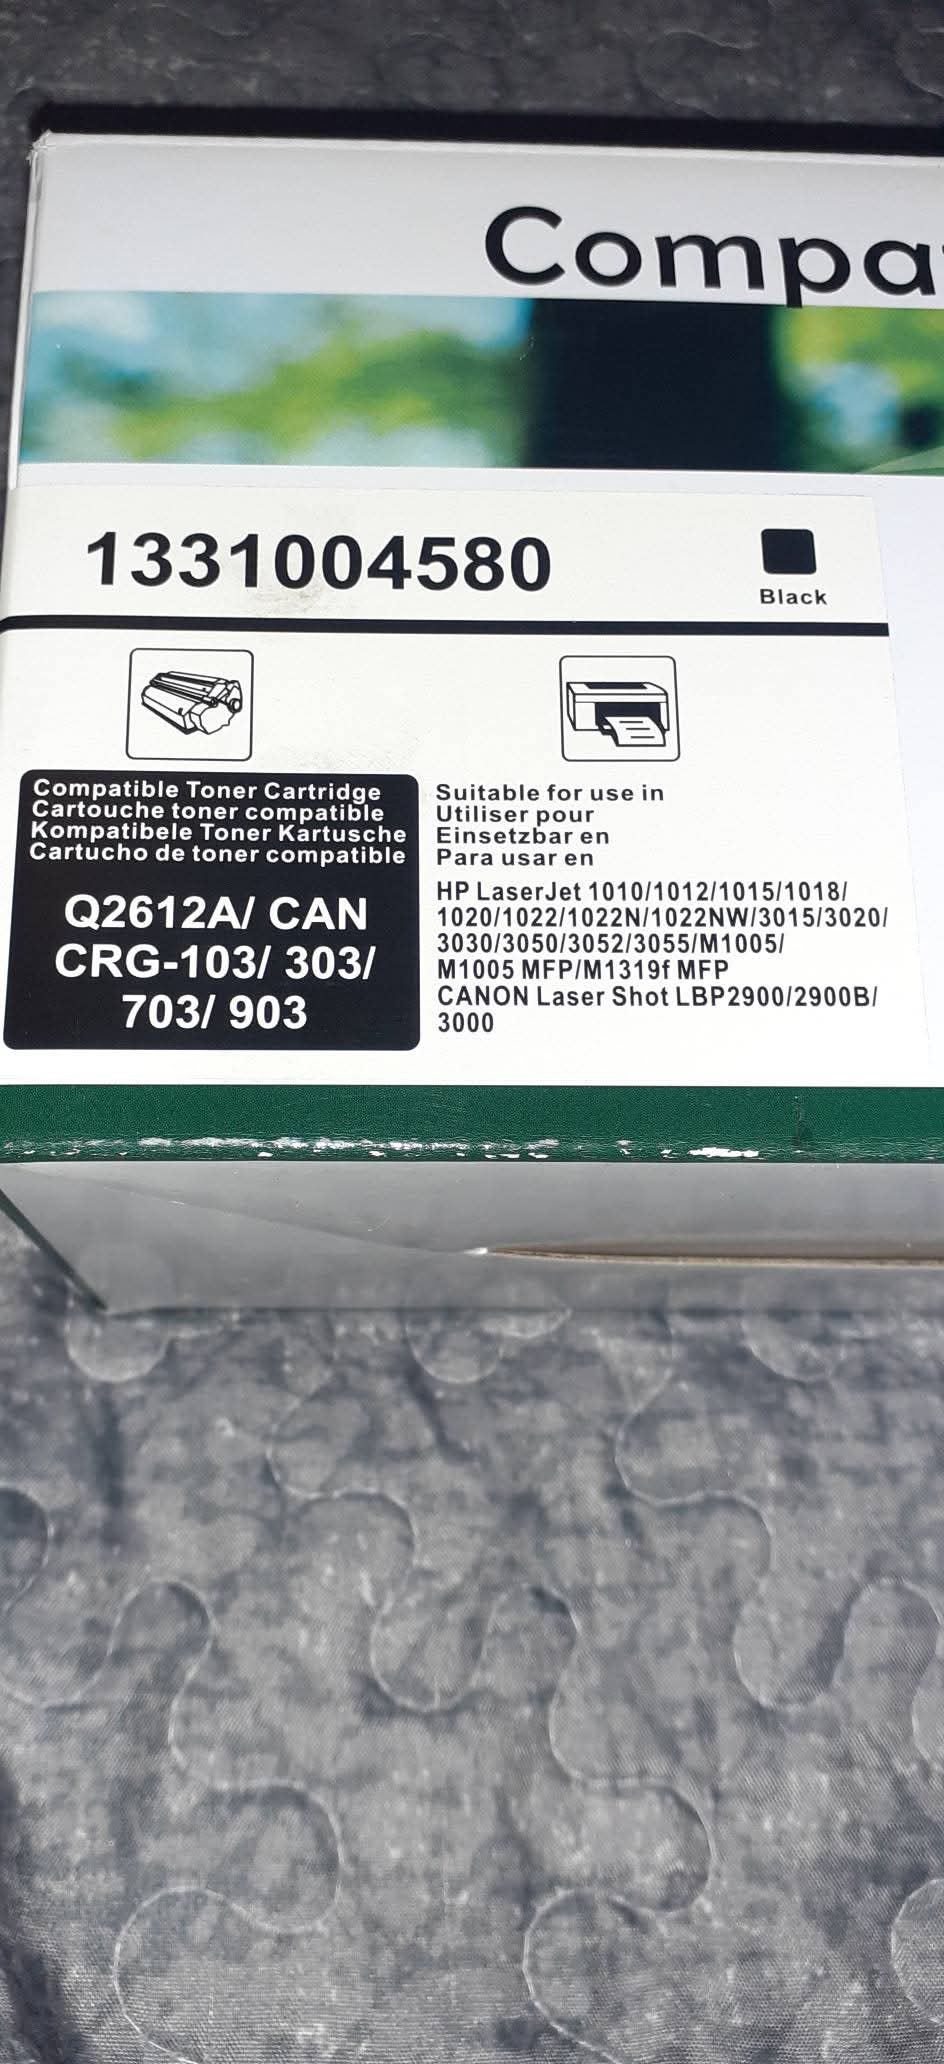 Compa
1331004580
Black
Compatible Toner Cartridge
Cartouche toner compatible
Kompatibele Toner Kartusche
Cartucho de toner compatible
Q2612A/ CAN
CRG-103/ 303/
703/ 903
Suitable for use in
Utiliser pour
Einsetzbar en
Para usar en
HP LaserJet 1010/1012/1015/1018/
1020/1022/1022N/1022NW/3015/3020/
3030/3050/3052/3055/M1005/
M1005 MFP/M1319f MFP
CANON Laser Shot LBP2900/2900B/
3000